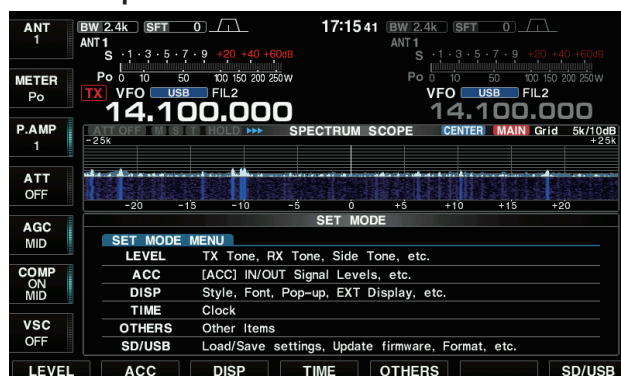 ANT
1
BW 2.4k SFT 0
17:15 41
BW 2.4k SFT 0
ANT1
ANT1
S ·1·3·5·7·9 +20 +40 +60dB
S ·1·3·5·7·9 +20 +40 +60dB
METER
Po
Po 0 10 50 100 150 200 250W
Po 0 10 50 100 150 200 250W
TX VFO USB FIL2
VFO USB FIL2
14.100.000
14.100.000
P.AMP
1
ATT OFF M S T HOLD SPECTRUM SCOPE CENTER MAIN Grid 5k/10dB
-25k +25k
ATT
OFF
-20 -15 -10 -5 0 +5 +10 +15 +20
SET MODE
AGC
MID
SET MODE MENU
LEVEL TX Tone, RX Tone, Side Tone, etc.
ACC [ACC] IN/OUT Signal Levels, etc.
COMP
ON
MID
DISP Style, Font, Pop-up, EXT Display, etc.
TIME Clock
OTHERS Other Items
VSC
OFF
SD/USB Load/Save settings, Update firmware, Format, etc.
LEVEL ACC DISP TIME OTHERS SD/USB